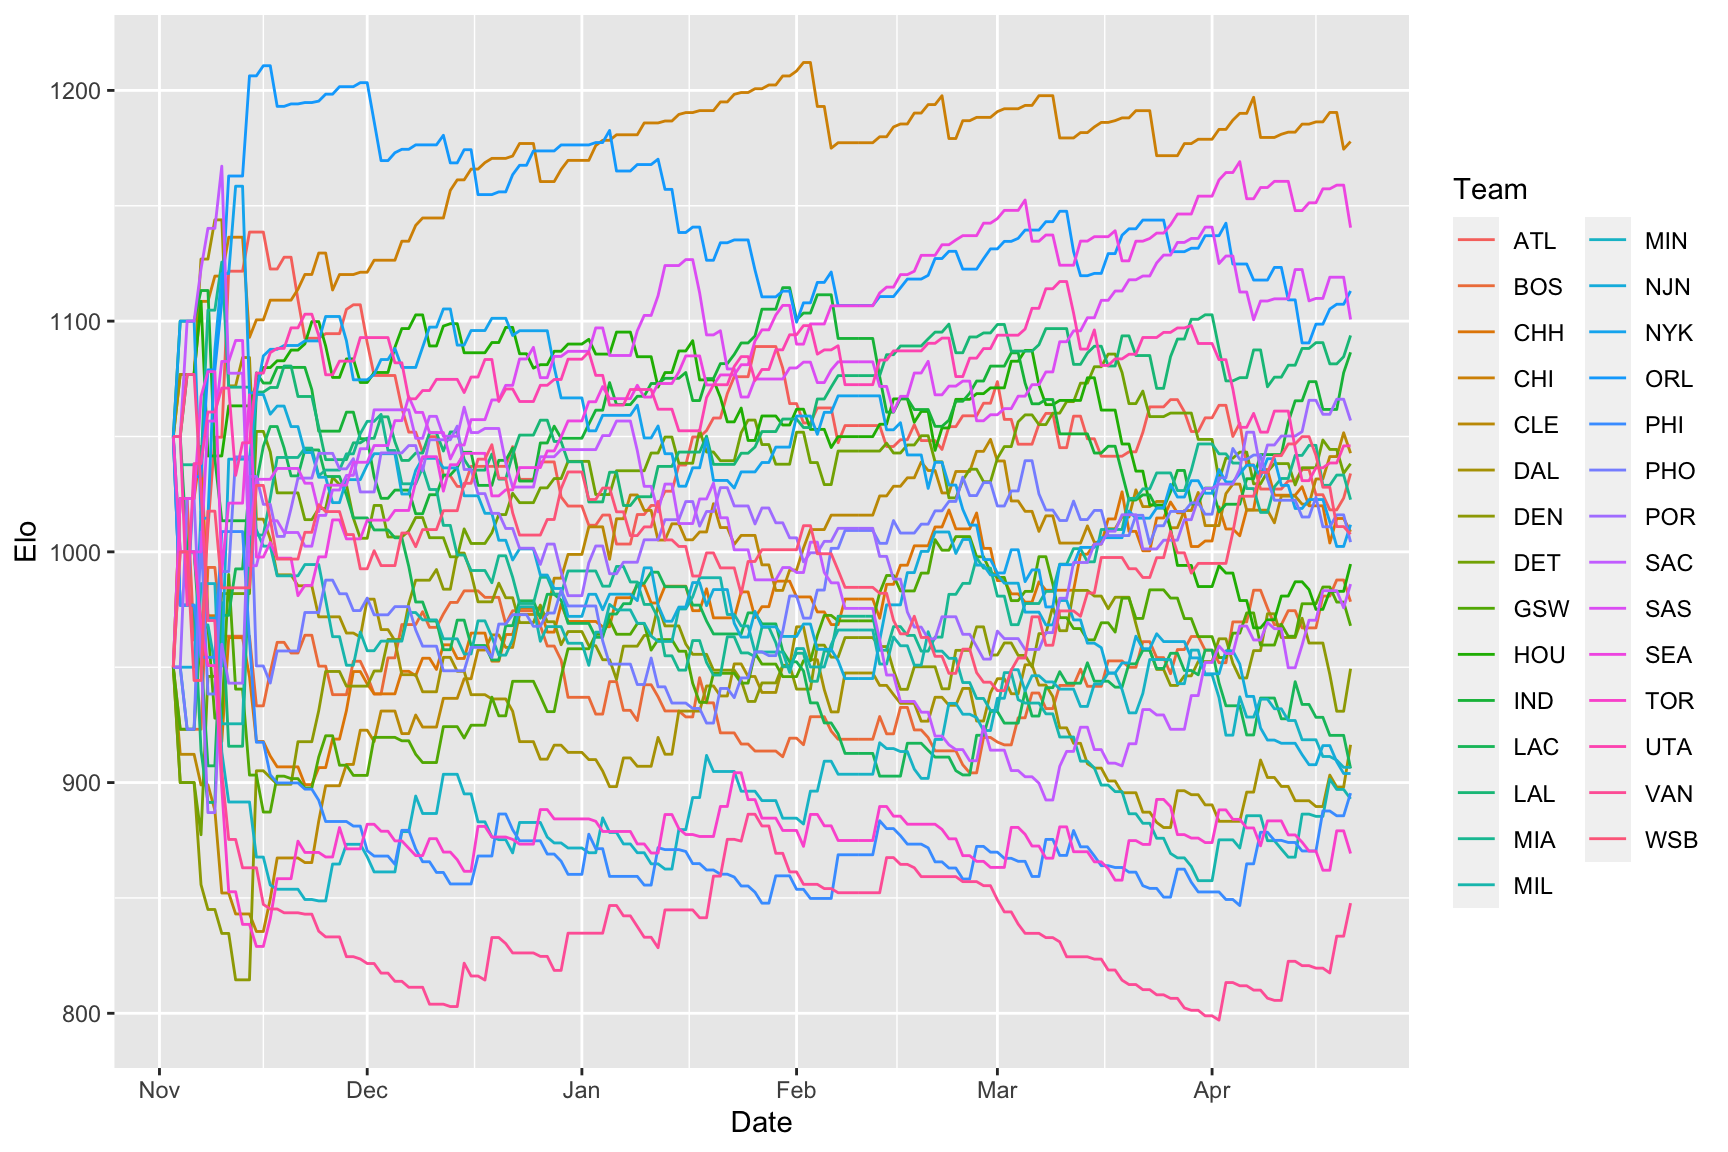 1200
1100
1000
900
800
Elo
Nov Dec Jan Feb Mar Apr
Date
Team
ATL MIN
BOS NJN
CHH NYK
CHI ORL
CLE PHI
DAL PHO
DEN POR
DET SAC
GSW SAS
HOU SEA
IND TOR
LAC UTA
LAL VAN
MIA WSB
MIL